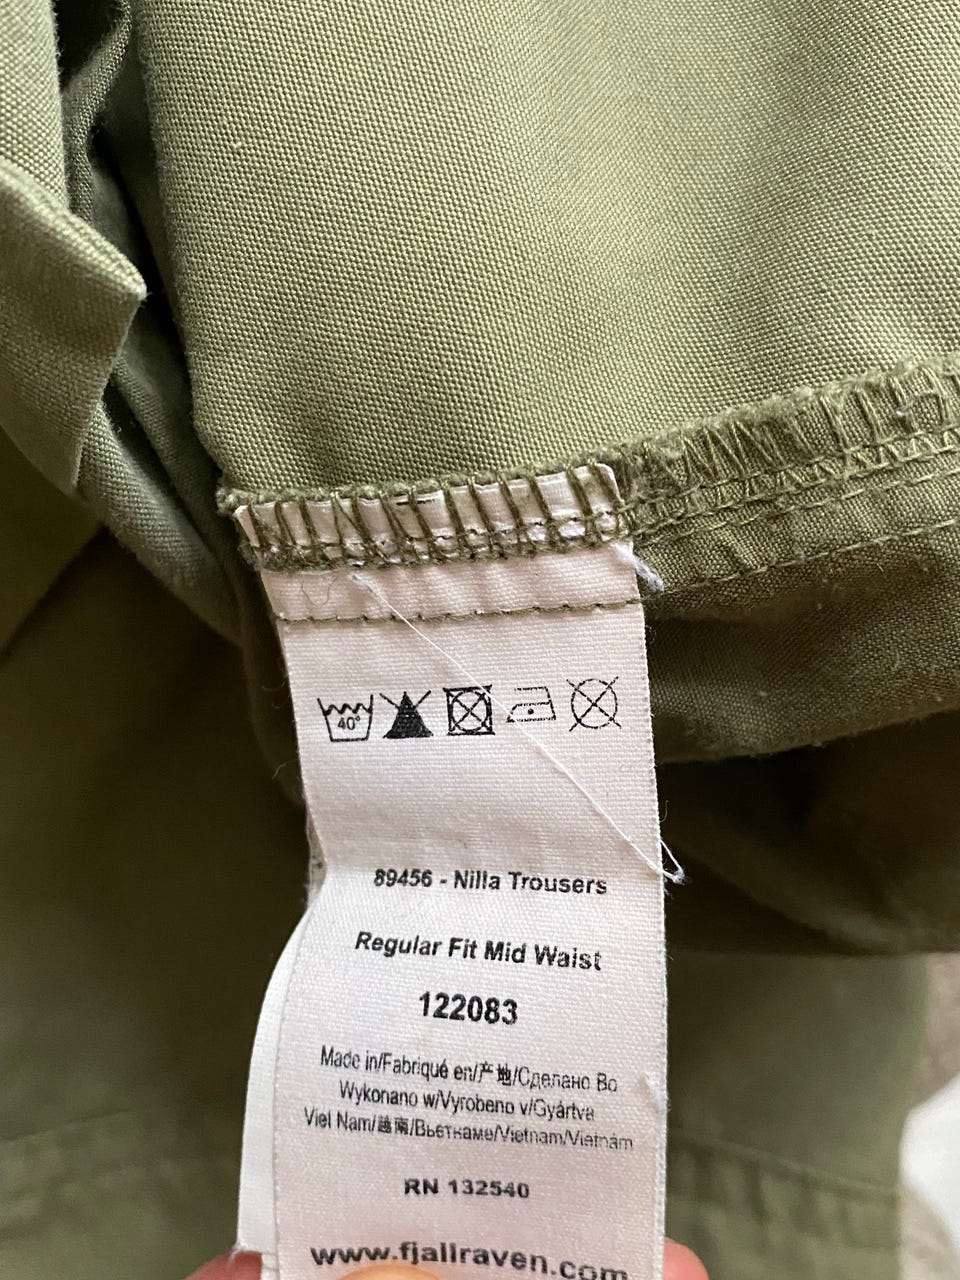 40°
89456 - Nilla Trousers
Regular Fit Mid Waist
122083
Made in/Fabriqué en/产地/Сделано Во
Wykonano w/Vyrobeno v/Gyártva
Viet Nam/越南/Вьетнаме/Vietnam/Vietnám
RN 132540
www.fjallraven.com